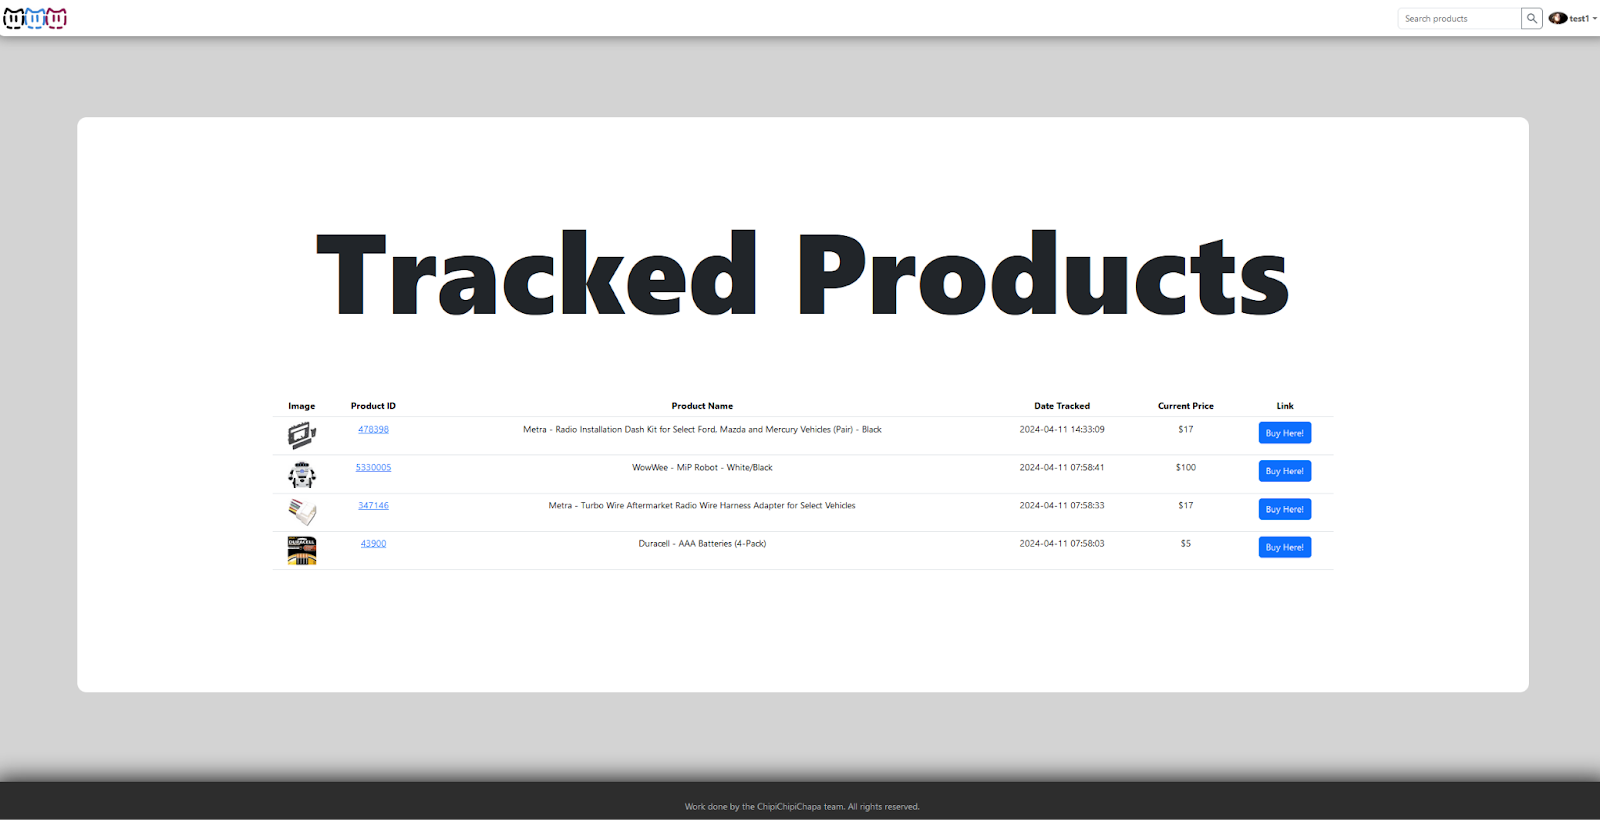 Search products
test1
Tracked Products
Image Product ID Product Name Date Tracked Current Price Link
478398 Metra - Radio Installation Dash Kit for Select Ford, Mazda and Mercury Vehicles (Pair) - Black 2024-04-11 14:33:09 $17 Buy Here!
5330005 WowWee - MiP Robot - White/Black 2024-04-11 07:58:41 $100 Buy Here!
347146 Metra - Turbo Wire Aftermarket Radio Wire Harness Adapter for Select Vehicles 2024-04-11 07:58:33 $17 Buy Here!
DURACELL
43900 Duracell - AAA Batteries (4-Pack) 2024-04-11 07:58:03 $5 Buy Here!
Work done by the ChipiChipiChapa team. All rights reserved.